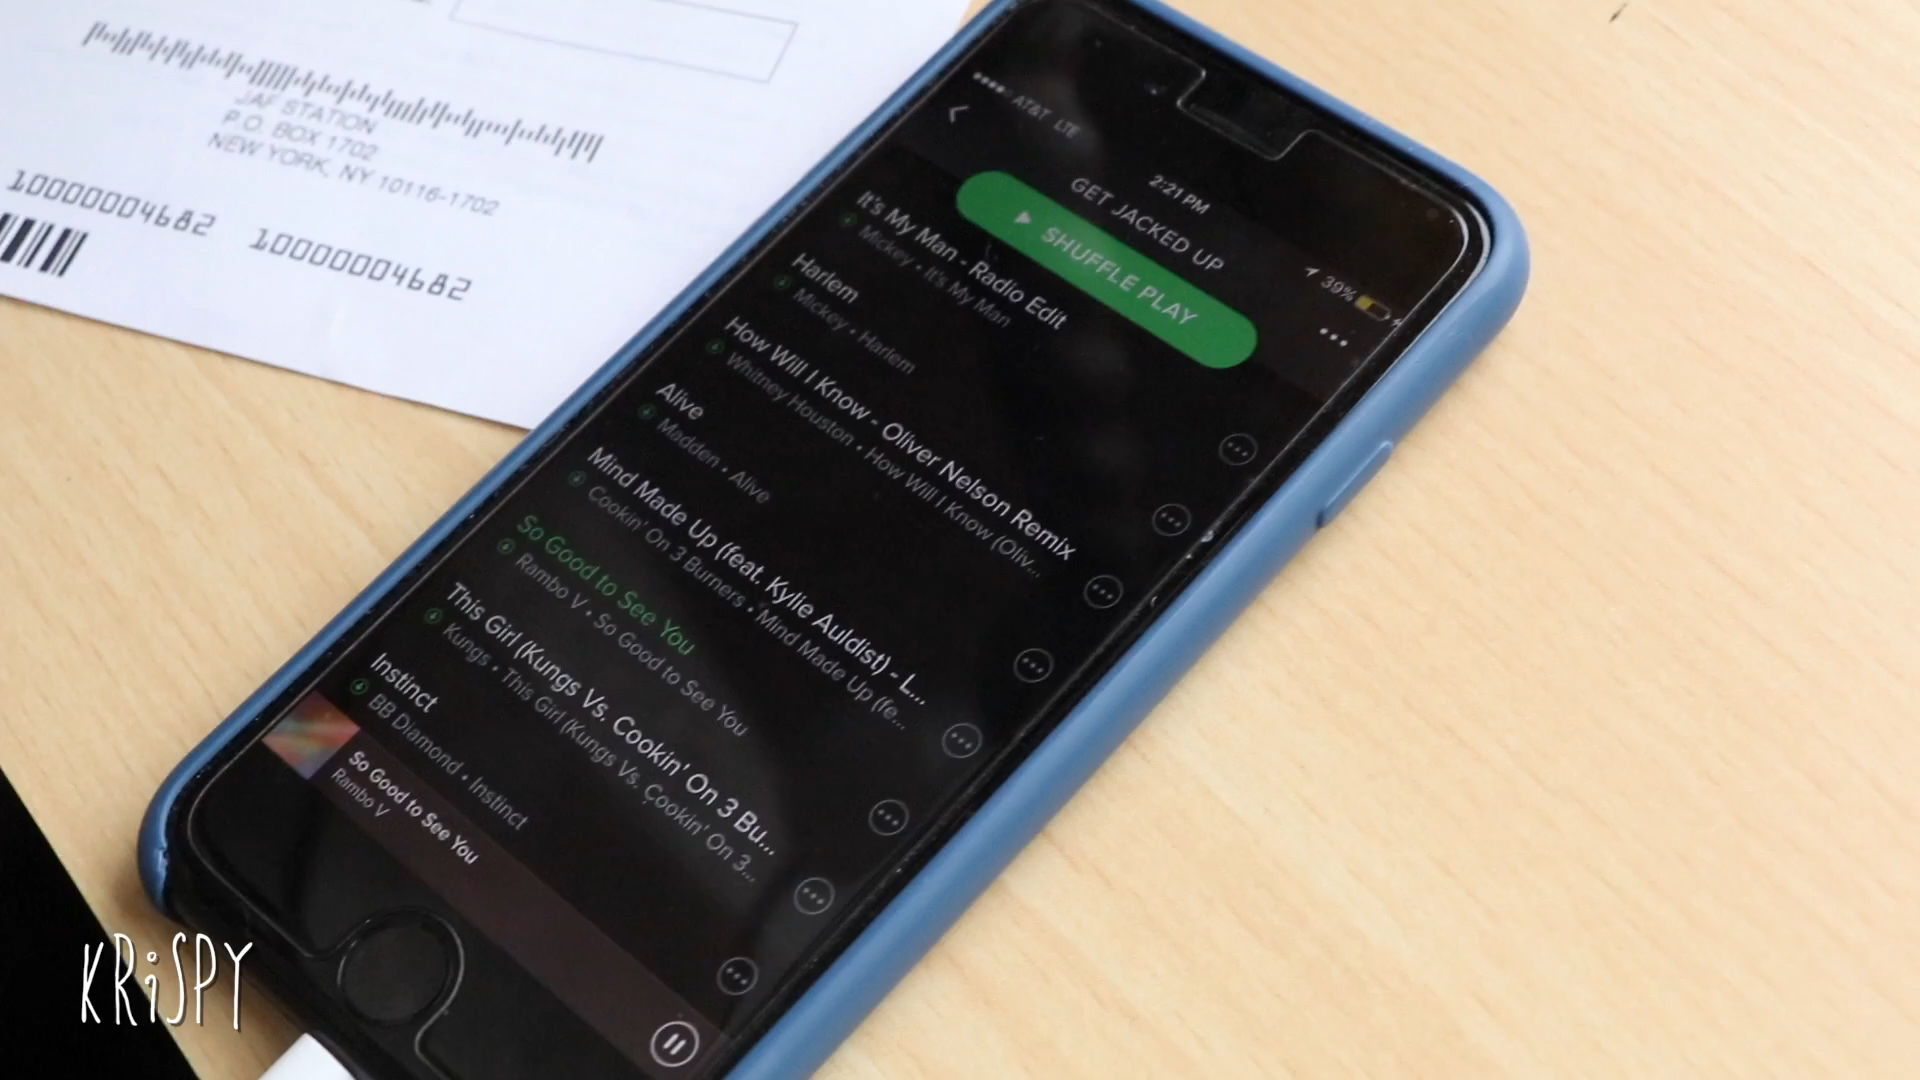 JAF STATION
P.O. BOX 1702
NEW YORK, NY 10116-1702
10000004682 10000004682
AT&T LTE
2:21 PM
39%
GET JACKED UP
SHUFFLE PLAY
It's My Man - Radio Edit
Mickey • It's My Man
Harlem
Mickey • Harlem
How Will I Know - Oliver Nelson Remix
Whitney Houston • How Will I Know (Oliv...
Alive
Madden • Alive
Mind Made Up (feat. Kylie Auldist) - L...
Cookin' On 3 Burners • Mind Made Up (fe...
So Good to See You
Rambo V • So Good to See You
This Girl (Kungs Vs. Cookin' On 3 Bu...
Kungs • This Girl (Kungs Vs. Cookin' On 3...
Instinct
BB Diamond • Instinct
So Good to See You
Rambo V
KRiSPY